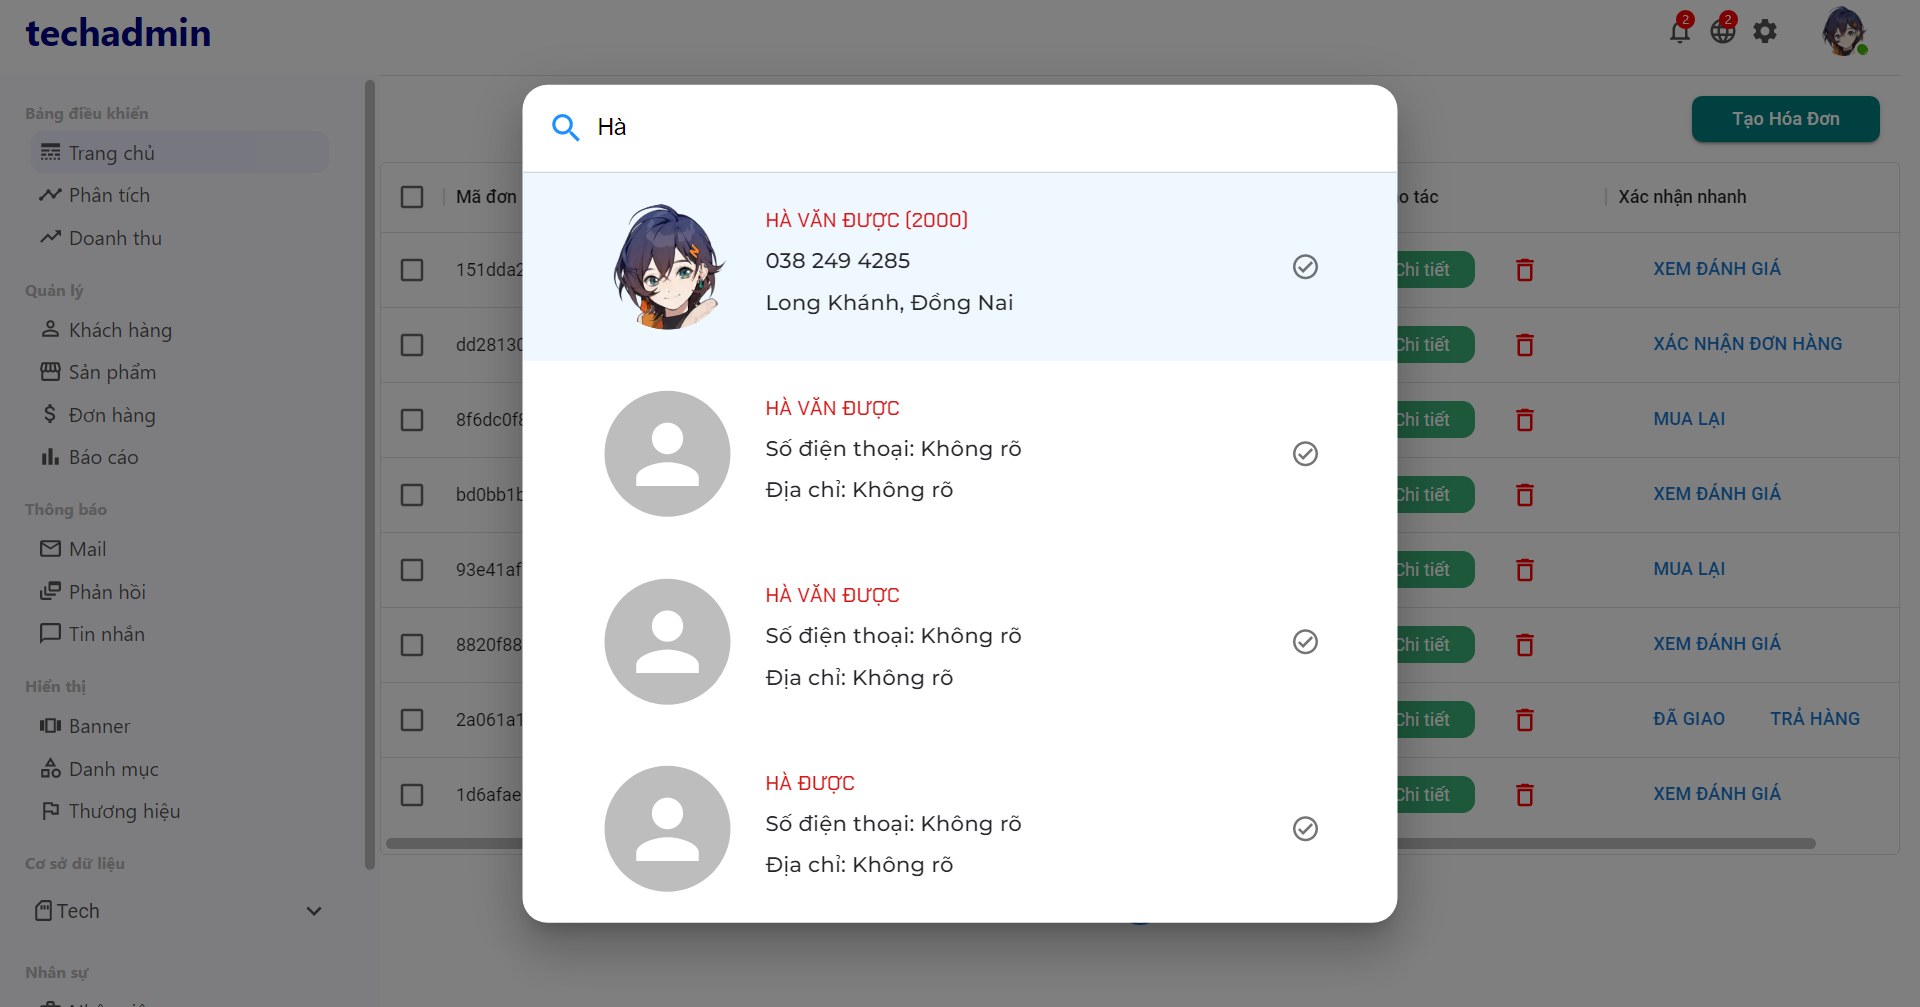 techadmin
2
2
Bảng điều khiển
Trang chủ
Phân tích
Doanh thu
Quản lý
Khách hàng
Sản phẩm
Đơn hàng
Báo cáo
Thông báo
Mail
Phản hồi
Tin nhắn
Hiển thị
Banner
Danh mục
Thương hiệu
Cơ sở dữ liệu
Tech
Nhân sự
Tạo Hóa Đơn
Hà
HÀ VĂN ĐƯỢC (2000)
038 249 4285
Long Khánh, Đồng Nai
HÀ VĂN ĐƯỢC
Số điện thoại: Không rõ
Địa chỉ: Không rõ
HÀ VĂN ĐƯỢC
Số điện thoại: Không rõ
Địa chỉ: Không rõ
HÀ ĐƯỢC
Số điện thoại: Không rõ
Địa chỉ: Không rõ
Mã đơn
tác
Xác nhận nhanh
151dda2
Chi tiết
XEM ĐÁNH GIÁ
dd28130
Chi tiết
XÁC NHẬN ĐƠN HÀNG
8f6dc0f8
Chi tiết
MUA LẠI
bd0bb1b
Chi tiết
XEM ĐÁNH GIÁ
93e41af
Chi tiết
MUA LẠI
8820f88
Chi tiết
XEM ĐÁNH GIÁ
2a061a1
Chi tiết
ĐÃ GIAO
TRẢ HÀNG
1d6afae
Chi tiết
XEM ĐÁNH GIÁ